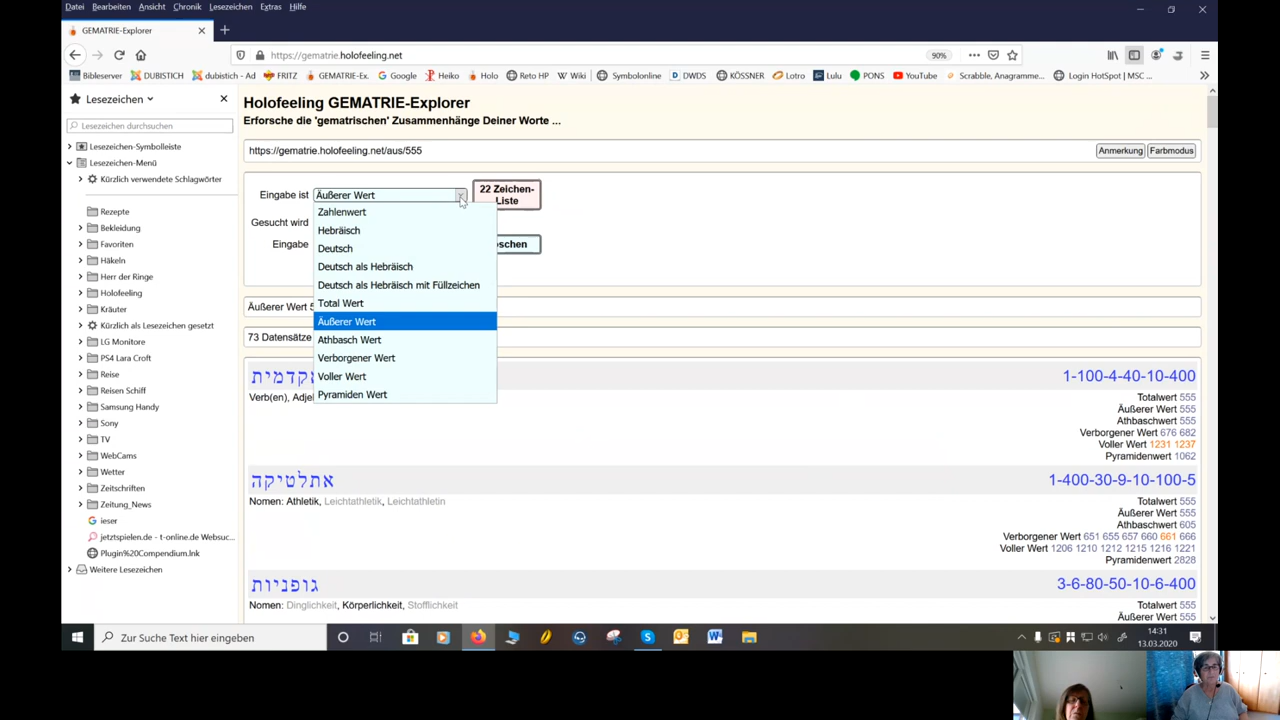 Datei Bearbeiten Ansicht Chronik Lesezeichen Extras Hilfe
GEMATRIE-Explorer
https://gematrie.holofeeling.net
90%
Bibleserver DUBISTICH dubistich - Ad FRITZ GEMATRIE-Ex. Google Heiko Holo Reto HP Wiki Symbolonline DWDS KÖSSNER Lotro Lulu PONS YouTube Scrabble, Anagramme... Login HotSpot | MSC ...
Lesezeichen
Lesezeichen durchsuchen
Lesezeichen-Symbolleiste
Lesezeichen-Menü
Kürzlich verwendete Schlagwörter
Rezepte
Bekleidung
Favoriten
Häkeln
Herr der Ringe
Holofeeling
Kräuter
Kürzlich als Lesezeichen gesetzt
LG Monitore
PS4 Lara Croft
Reise
Reisen Schiff
Samsung Handy
Sony
TV
WebCams
Wetter
Zeitschriften
Zeitung_News
ieser
jetztspielen.de - t-online.de Websuc...
Plugin%20Compendium.lnk
Weitere Lesezeichen
Holofeeling GEMATRIE-Explorer
Erforsche die 'gematrischen' Zusammenhänge Deiner Worte ...
https://gematrie.holofeeling.net/aus/555
Anmerkung Farbmodus
Eingabe ist Äußerer Wert
22 Zeichen-
Liste
Gesucht wird
Eingabe
Zahlenwert
Hebräisch
Deutsch
Deutsch als Hebräisch
Deutsch als Hebräisch mit Füllzeichen
Total Wert
Äußerer Wert
Athbasch Wert
Verborgener Wert
Voller Wert
Pyramiden Wert
Äußerer Wert 5
73 Datensätze
1-100-4-40-10-400
Verb(en), Adje
Totalwert 555
Äußerer Wert 555
Athbaschwert 555
Verborgener Wert 676 682
Voller Wert 1231 1237
Pyramidenwert 1062
אתלטיקה 1-400-30-9-10-100-5
Nomen: Athletik, Leichtathletik, Leichtathletin
Totalwert 555
Äußerer Wert 555
Athbaschwert 605
Verborgener Wert 651 655 657 660 661 666
Voller Wert 1206 1210 1212 1215 1216 1221
Pyramidenwert 2828
גופניות 3-6-80-50-10-6-400
Nomen: Dinglichkeit, Körperlichkeit, Stofflichkeit
Totalwert 555
Äußerer Wert 555
Zur Suche Text hier eingeben
14:31
13.03.2020